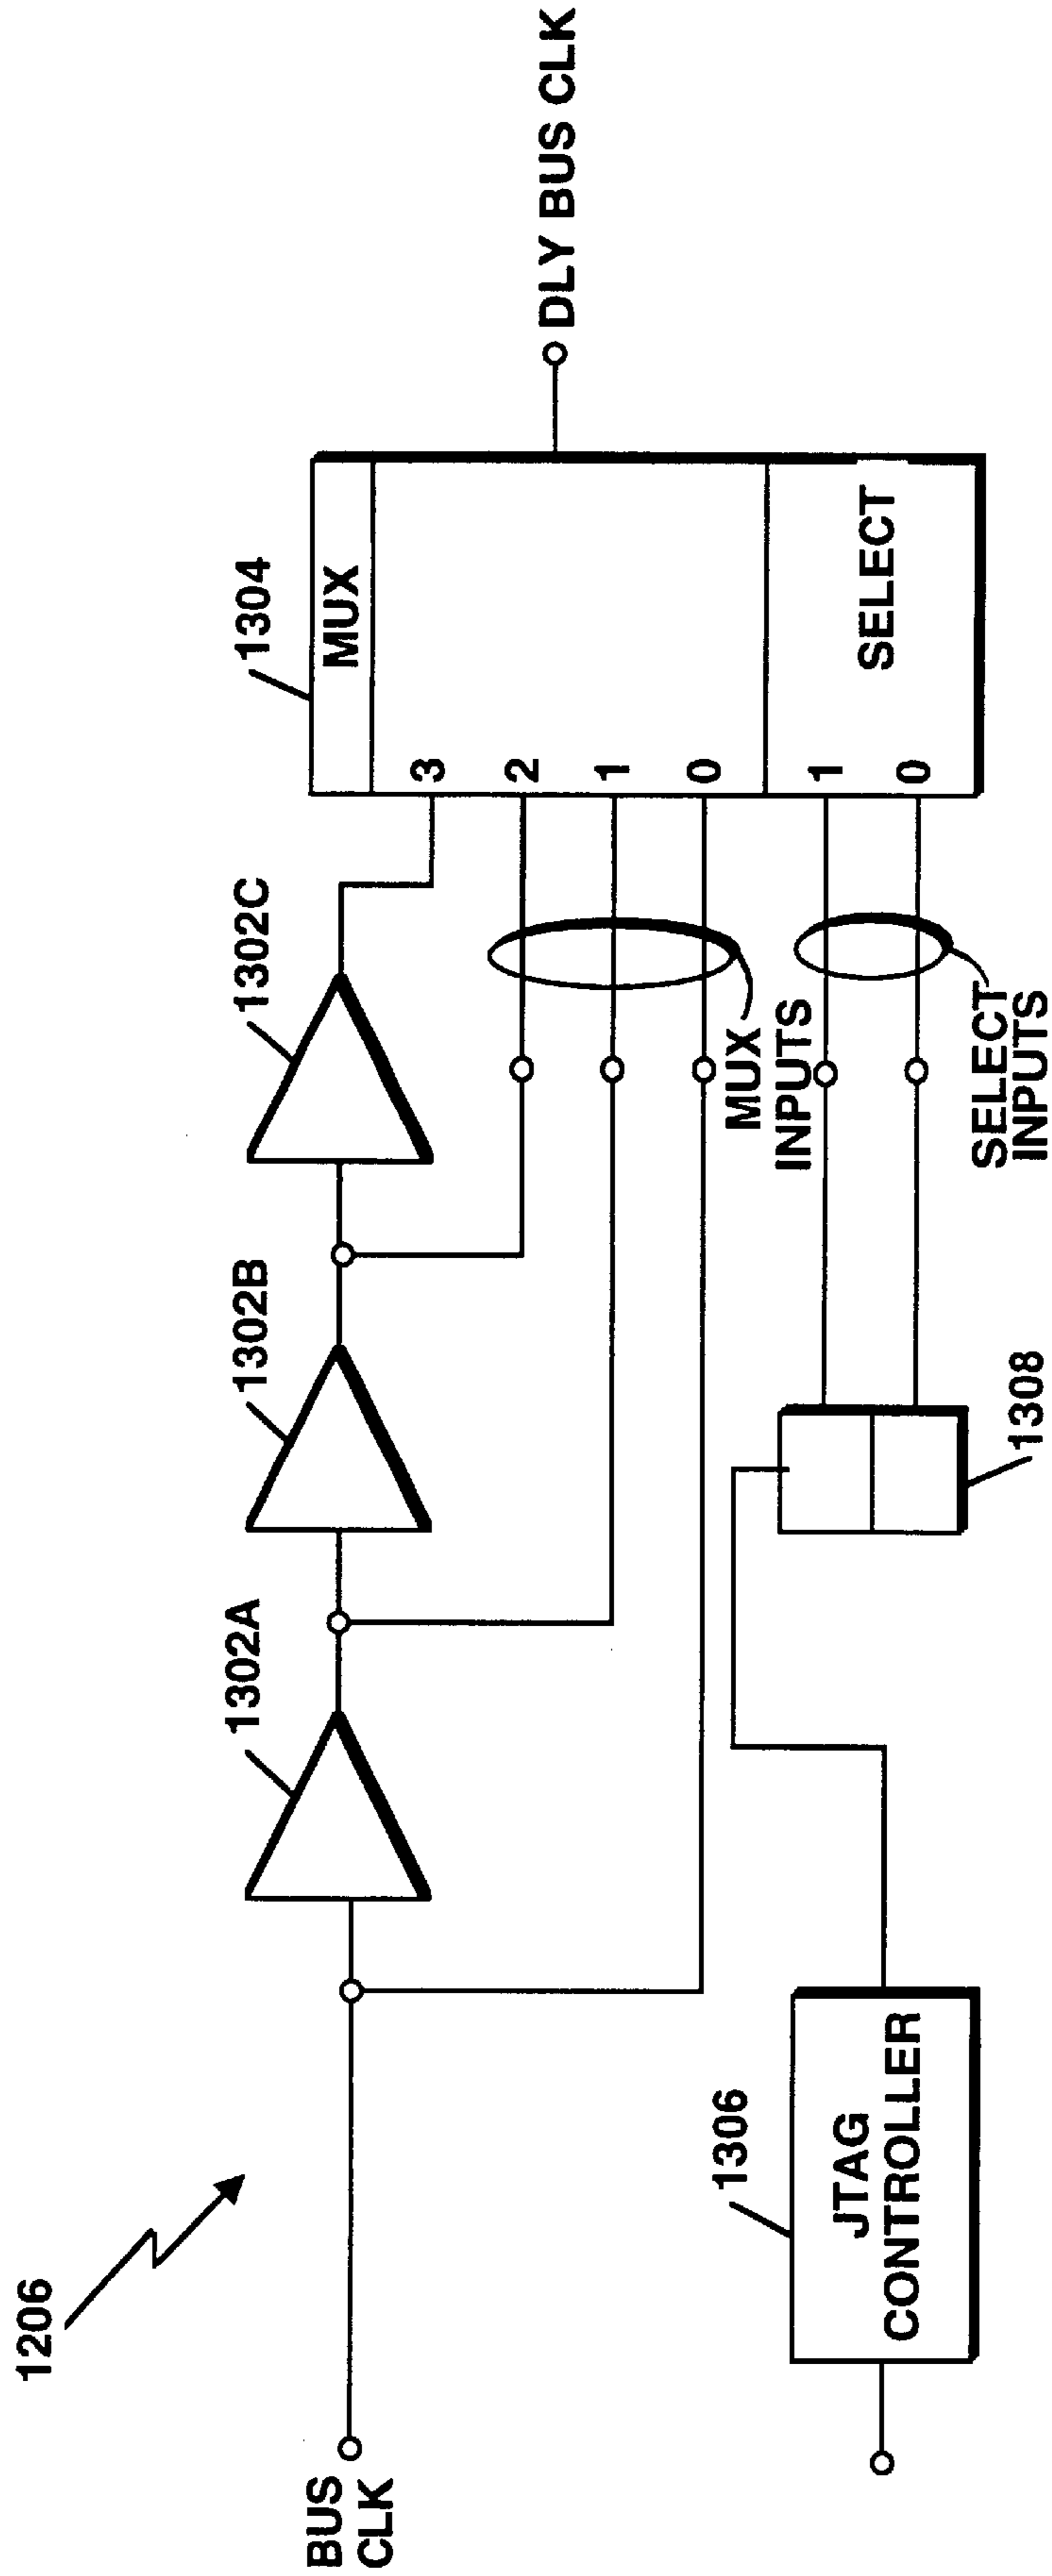 1206
BUS
CLK
1302A
1302B
1302C
1304
MUX
3
2
1
0
1
0
SELECT
DLY BUS CLK
MUX
INPUTS
SELECT
INPUTS
1306
JTAG
CONTROLLER
1308